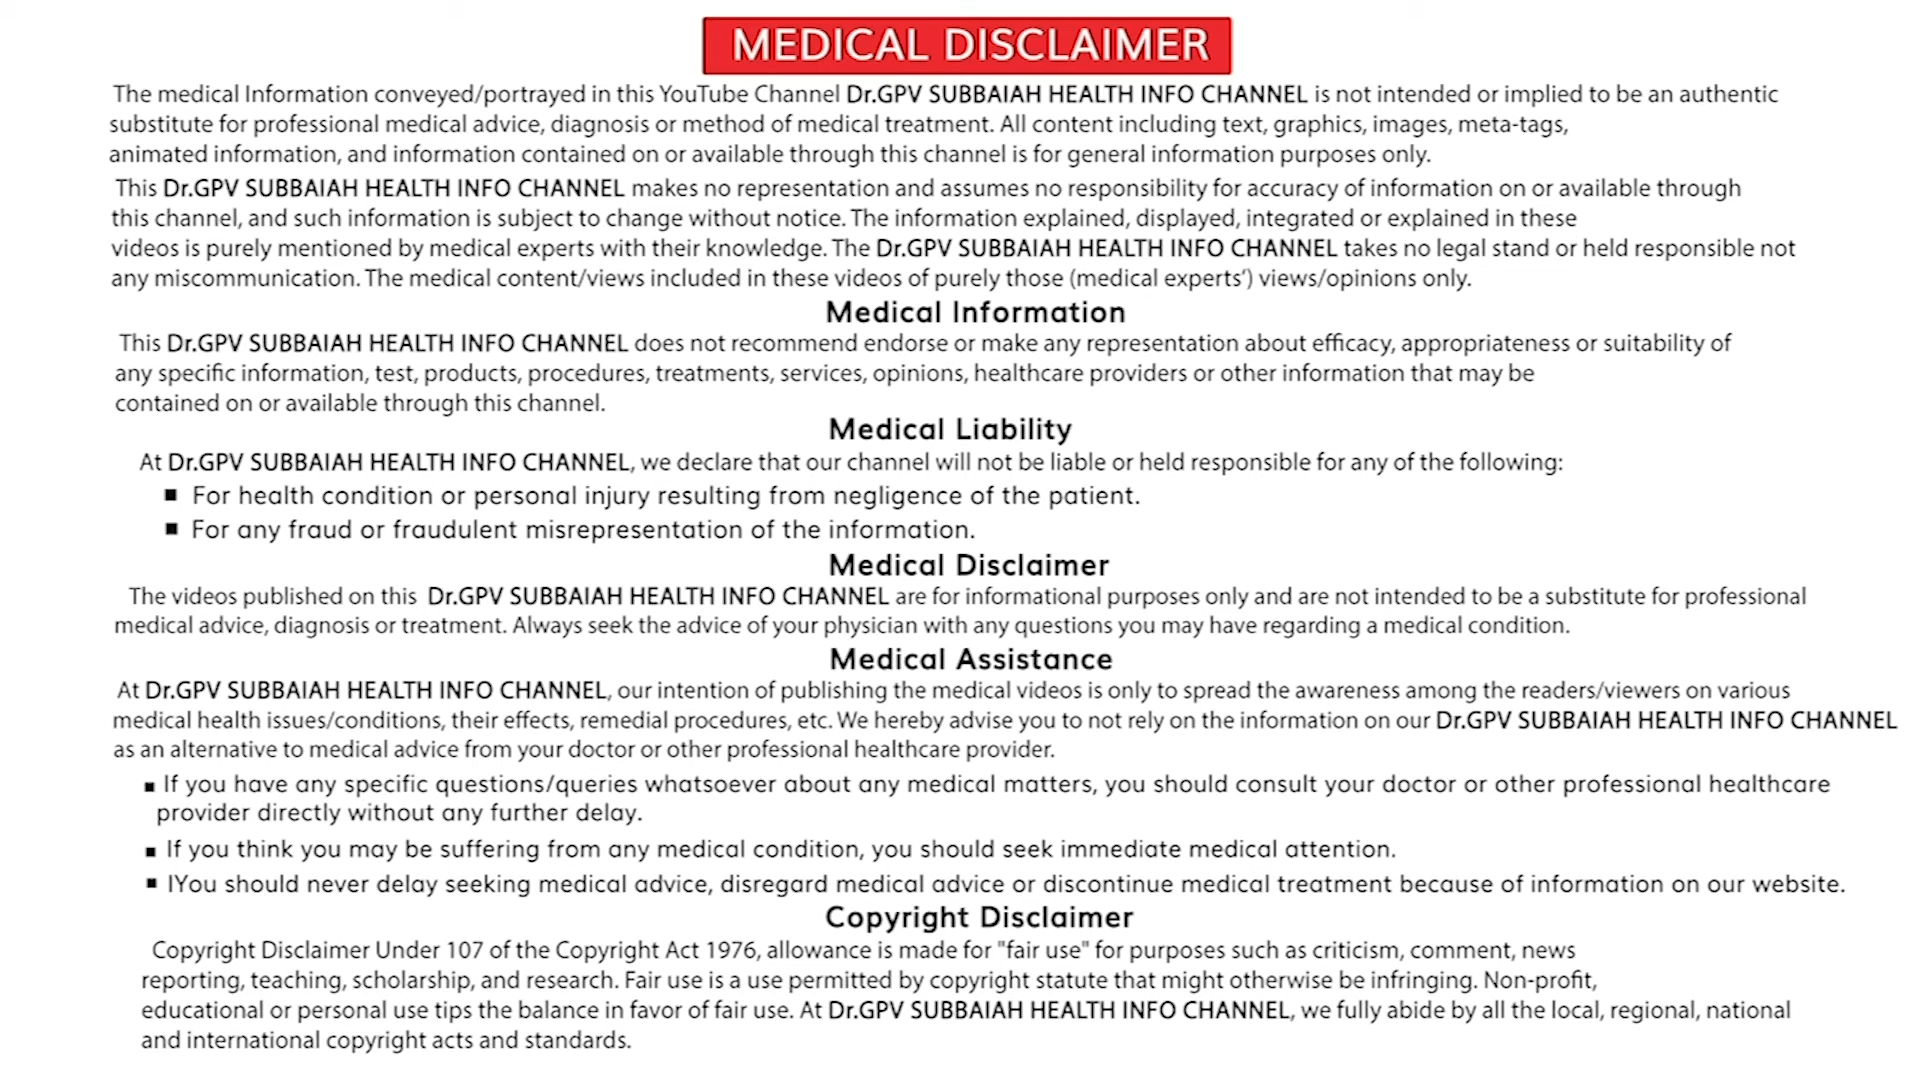 MEDICAL DISCLAIMER
The medical Information conveyed/portrayed in this YouTube Channel Dr.GPV SUBBAIAH HEALTH INFO CHANNEL is not intended or implied to be an authentic
substitute for professional medical advice, diagnosis or method of medical treatment. All content including text, graphics, images, meta-tags,
animated information, and information contained on or available through this channel is for general information purposes only.
This Dr.GPV SUBBAIAH HEALTH INFO CHANNEL makes no representation and assumes no responsibility for accuracy of information on or available through
this channel, and such information is subject to change without notice. The information explained, displayed, integrated or explained in these
videos is purely mentioned by medical experts with their knowledge. The Dr.GPV SUBBAIAH HEALTH INFO CHANNEL takes no legal stand or held responsible not
any miscommunication. The medical content/views included in these videos of purely those (medical experts’) views/opinions only.
Medical Information
This Dr.GPV SUBBAIAH HEALTH INFO CHANNEL does not recommend endorse or make any representation about efficacy, appropriateness or suitability of
any specific information, test, products, procedures, treatments, services, opinions, healthcare providers or other information that may be
contained on or available through this channel.
Medical Liability
At Dr.GPV SUBBAIAH HEALTH INFO CHANNEL, we declare that our channel will not be liable or held responsible for any of the following:
▪ For health condition or personal injury resulting from negligence of the patient.
▪ For any fraud or fraudulent misrepresentation of the information.
Medical Disclaimer
The videos published on this Dr.GPV SUBBAIAH HEALTH INFO CHANNEL are for informational purposes only and are not intended to be a substitute for professional
medical advice, diagnosis or treatment. Always seek the advice of your physician with any questions you may have regarding a medical condition.
Medical Assistance
At Dr.GPV SUBBAIAH HEALTH INFO CHANNEL, our intention of publishing the medical videos is only to spread the awareness among the readers/viewers on various
medical health issues/conditions, their effects, remedial procedures, etc. We hereby advise you to not rely on the information on our Dr.GPV SUBBAIAH HEALTH INFO CHANNEL
as an alternative to medical advice from your doctor or other professional healthcare provider.
▪ If you have any specific questions/queries whatsoever about any medical matters, you should consult your doctor or other professional healthcare
provider directly without any further delay.
▪ If you think you may be suffering from any medical condition, you should seek immediate medical attention.
▪ IYou should never delay seeking medical advice, disregard medical advice or discontinue medical treatment because of information on our website.
Copyright Disclaimer
Copyright Disclaimer Under 107 of the Copyright Act 1976, allowance is made for "fair use" for purposes such as criticism, comment, news
reporting, teaching, scholarship, and research. Fair use is a use permitted by copyright statute that might otherwise be infringing. Non-profit,
educational or personal use tips the balance in favor of fair use. At Dr.GPV SUBBAIAH HEALTH INFO CHANNEL, we fully abide by all the local, regional, national
and international copyright acts and standards.